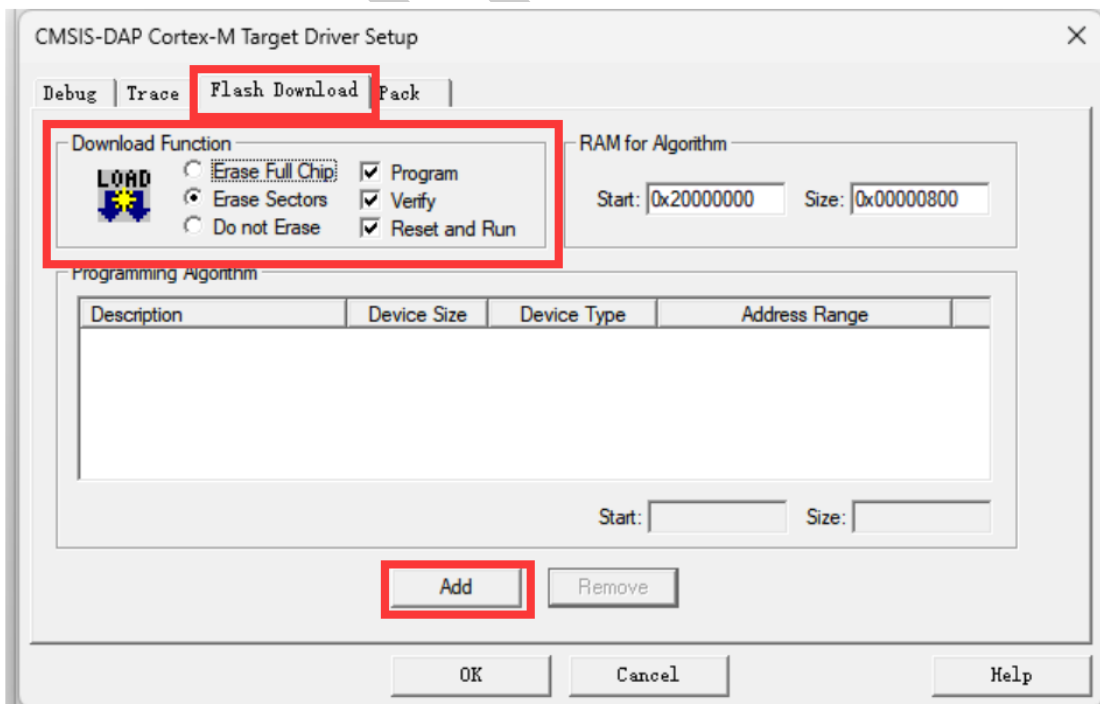 CMSIS-DAP Cortex-M Target Driver Setup
Debug Trace Flash Download Pack
Download Function
LOAD
Erase Full Chip
Erase Sectors
Do not Erase
Program
Verify
Reset and Run
RAM for Algorithm
Start: 0x20000000 Size: 0x00000800
Programming Algorithm
Description Device Size Device Type Address Range
Start: Size:
Add Remove
OK Cancel Help